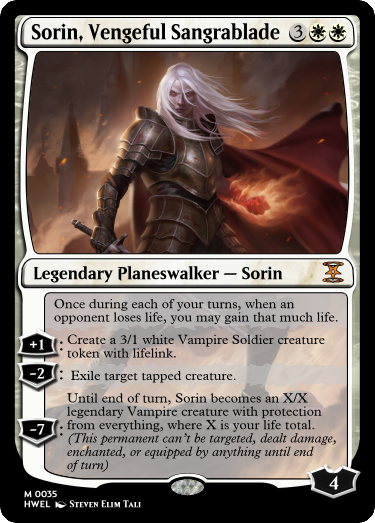 Sorin, Vengeful Sangrablade 3
Legendary Planeswalker — Sorin
Once during each of your turns, when an
opponent loses life, you may gain that much life.
+1: Create a 3/1 white Vampire Soldier creature
token with lifelink.
-2: Exile target tapped creature.
Until end of turn, Sorin becomes an X/X
legendary Vampire creature with protection
-7: from everything, where X is your life total.
(This permanent can't be targeted, dealt damage,
enchanted, or equipped by anything until end
of turn)
4
M 0035
HWEL Steven Elim Tali